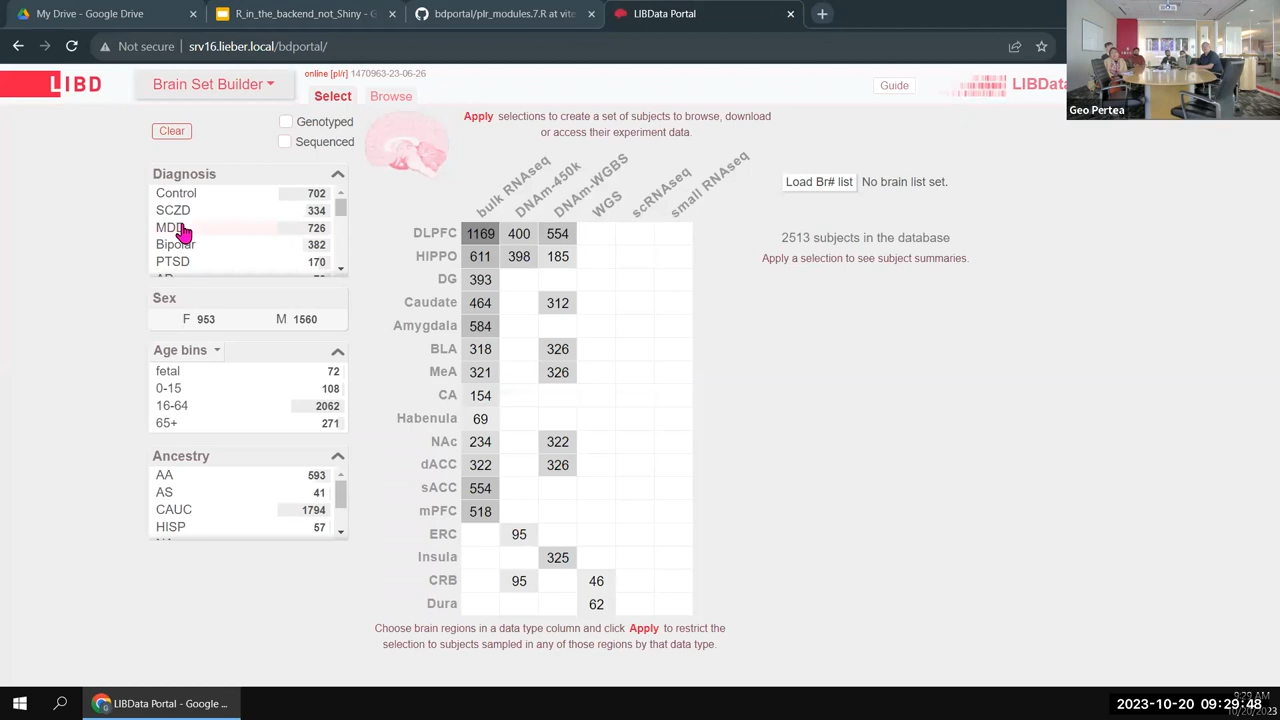 My Drive - Google Drive
R_in_the_backend_not_Shiny - G
bdportal/plr_modules.7.R at vite
LIBData Portal
Not secure
srv16.lieber.local/bdportal/
LIBD
Brain Set Builder
online [pl/r] 1470963-23-06-26
Select
Browse
Guide
LIBData
Geo Pertea
Clear
Genotyped
Sequenced
Apply selections to create a set of subjects to browse, download
or access their experiment data.
Diagnosis
Control 702
SCZD 334
MDD 726
Bipolar 382
PTSD 170
Sex
F 953 M 1560
Age bins
fetal 72
0-15 108
16-64 2062
65+ 271
Ancestry
AA 593
AS 41
CAUC 1794
HISP 57
bulk RNAseq
DNAm-450k
DNAm-WGBS
WGS
scRNAseq
small RNAseq
DLPFC 1169 400 554
HIPPO 611 398 185
DG 393
Caudate 464 312
Amygdala 584
BLA 318 326
MeA 321 326
CA 154
Habenula 69
NAc 234 322
dACC 322 326
sACC 554
mPFC 518
ERC 95
Insula 325
CRB 95 46
Dura 62
Choose brain regions in a data type column and click Apply to restrict the
selection to subjects sampled in any of those regions by that data type.
Load Br# list No brain list set.
2513 subjects in the database
Apply a selection to see subject summaries.
LIBData Portal - Google ...
2023-10-20 09:29:48